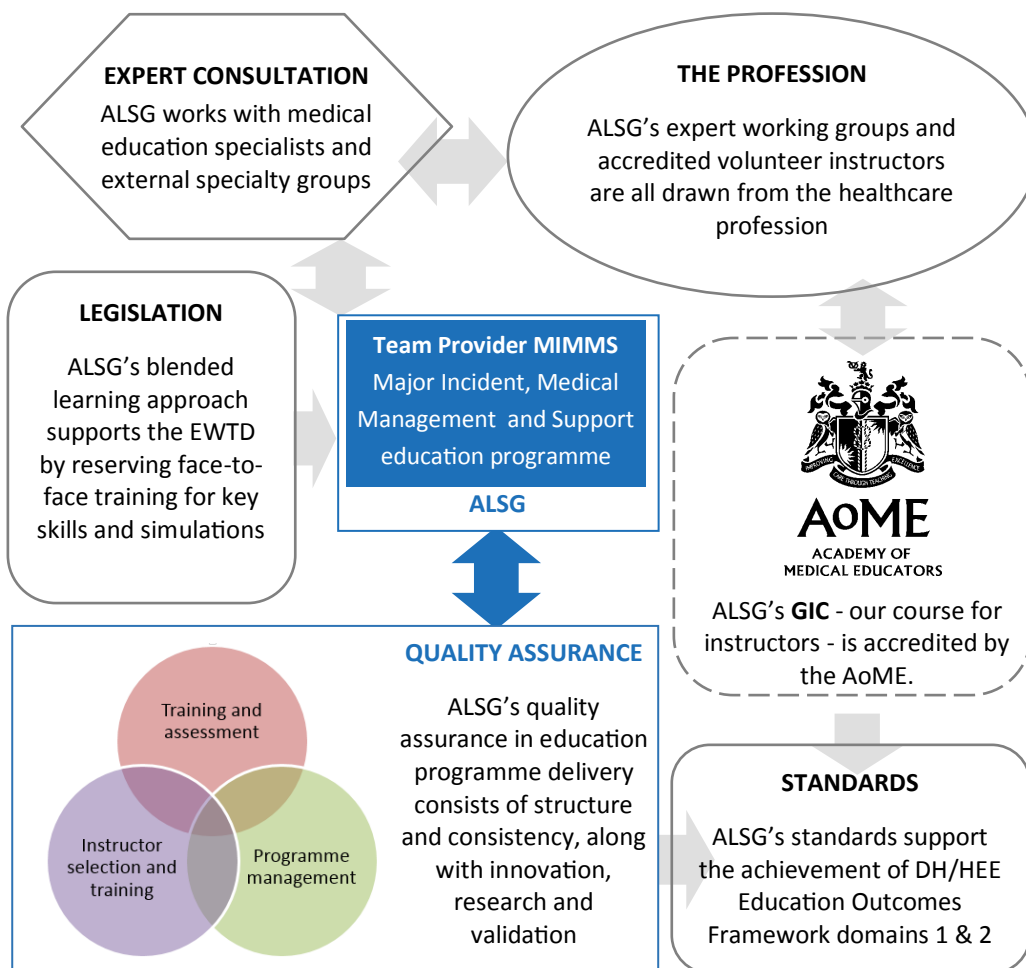 EXPERT CONSULTATION
ALSG works with medical
education specialists and
external specialty groups
THE PROFESSION
ALSG’s expert working groups and
accredited volunteer instructors
are all drawn from the healthcare
profession
LEGISLATION
ALSG’s blended
learning approach
supports the EWTD
by reserving face-to-
face training for key
skills and simulations
Team Provider MIMMS
Major Incident, Medical
Management and Support
education programme
ALSG
IMPROVING
EXCELLENCE
CARE THROUGH TEACHING
AoME
ACADEMY OF
MEDICAL EDUCATORS
ALSG’s GIC - our course for
instructors - is accredited by
the AoME.
QUALITY ASSURANCE
ALSG’s quality
assurance in education
programme delivery
consists of structure
and consistency, along
with innovation,
research and
validation
Training and
assessment
Instructor
selection and
training
Programme
management
STANDARDS
ALSG’s standards support
the achievement of DH/HEE
Education Outcomes
Framework domains 1 & 2